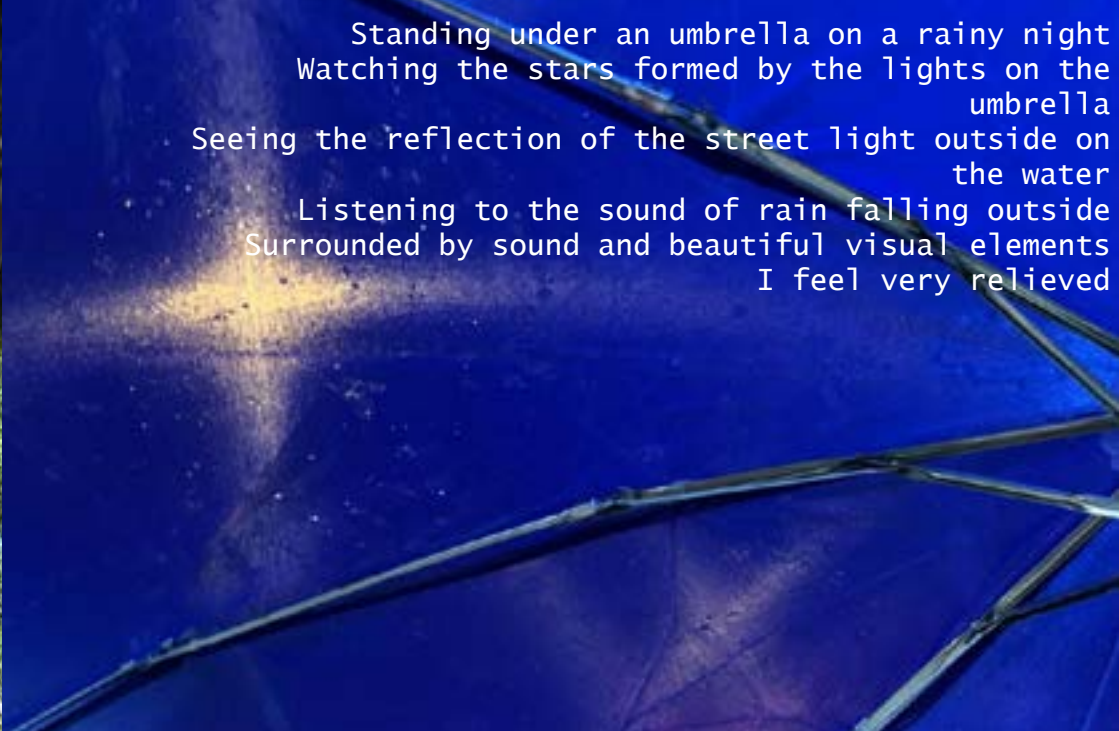 Standing under an umbrella on a rainy night
Watching the stars formed by the lights on the
umbrella
Seeing the reflection of the street light outside on
the water
Listening to the sound of rain falling outside
Surrounded by sound and beautiful visual elements
I feel very relieved